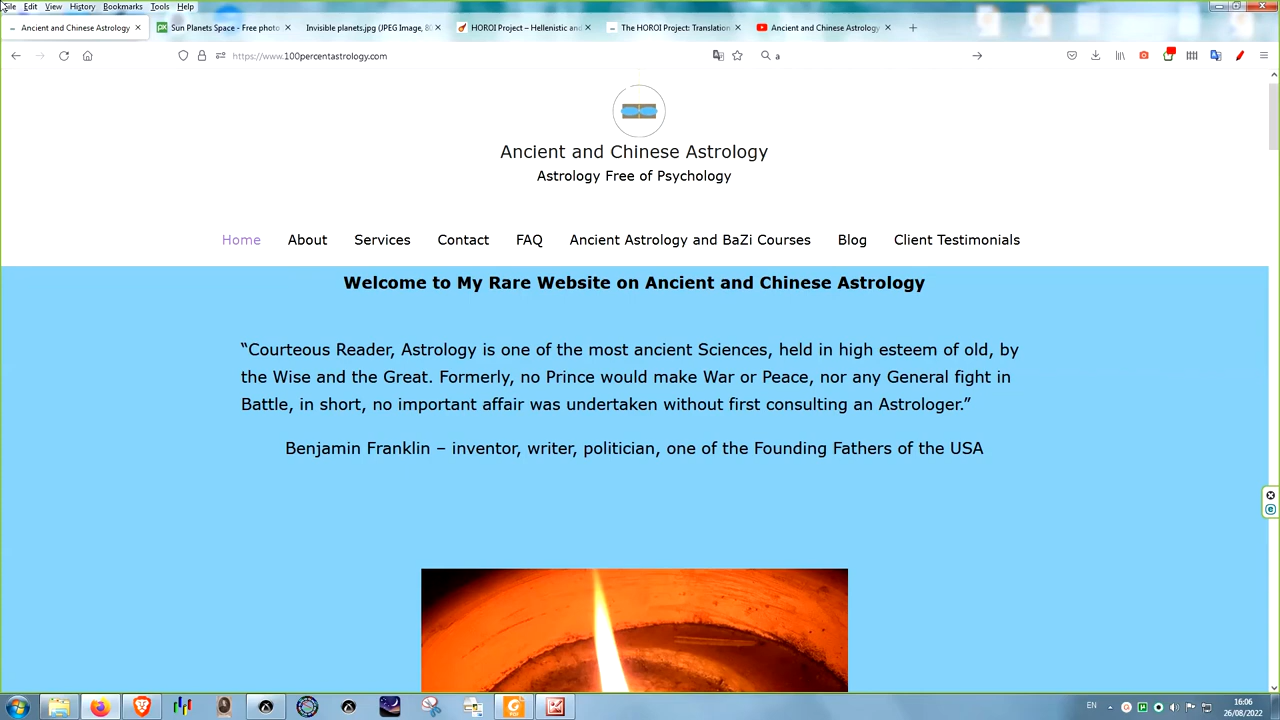 File Edit View History Bookmarks Tools Help
Ancient and Chinese Astrology
Sun Planets Space - Free photo
Invisible planets.jpg (JPEG Image, 80
HOROI Project – Hellenistic and
The HOROI Project: Translation
Ancient and Chinese Astrology
https://www.100percentastrology.com
a
Ancient and Chinese Astrology
Astrology Free of Psychology
Home About Services Contact FAQ Ancient Astrology and BaZi Courses Blog Client Testimonials
Welcome to My Rare Website on Ancient and Chinese Astrology
“Courteous Reader, Astrology is one of the most ancient Sciences, held in high esteem of old, by
the Wise and the Great. Formerly, no Prince would make War or Peace, nor any General fight in
Battle, in short, no important affair was undertaken without first consulting an Astrologer.”
Benjamin Franklin – inventor, writer, politician, one of the Founding Fathers of the USA
EN
16:06
26/08/2022